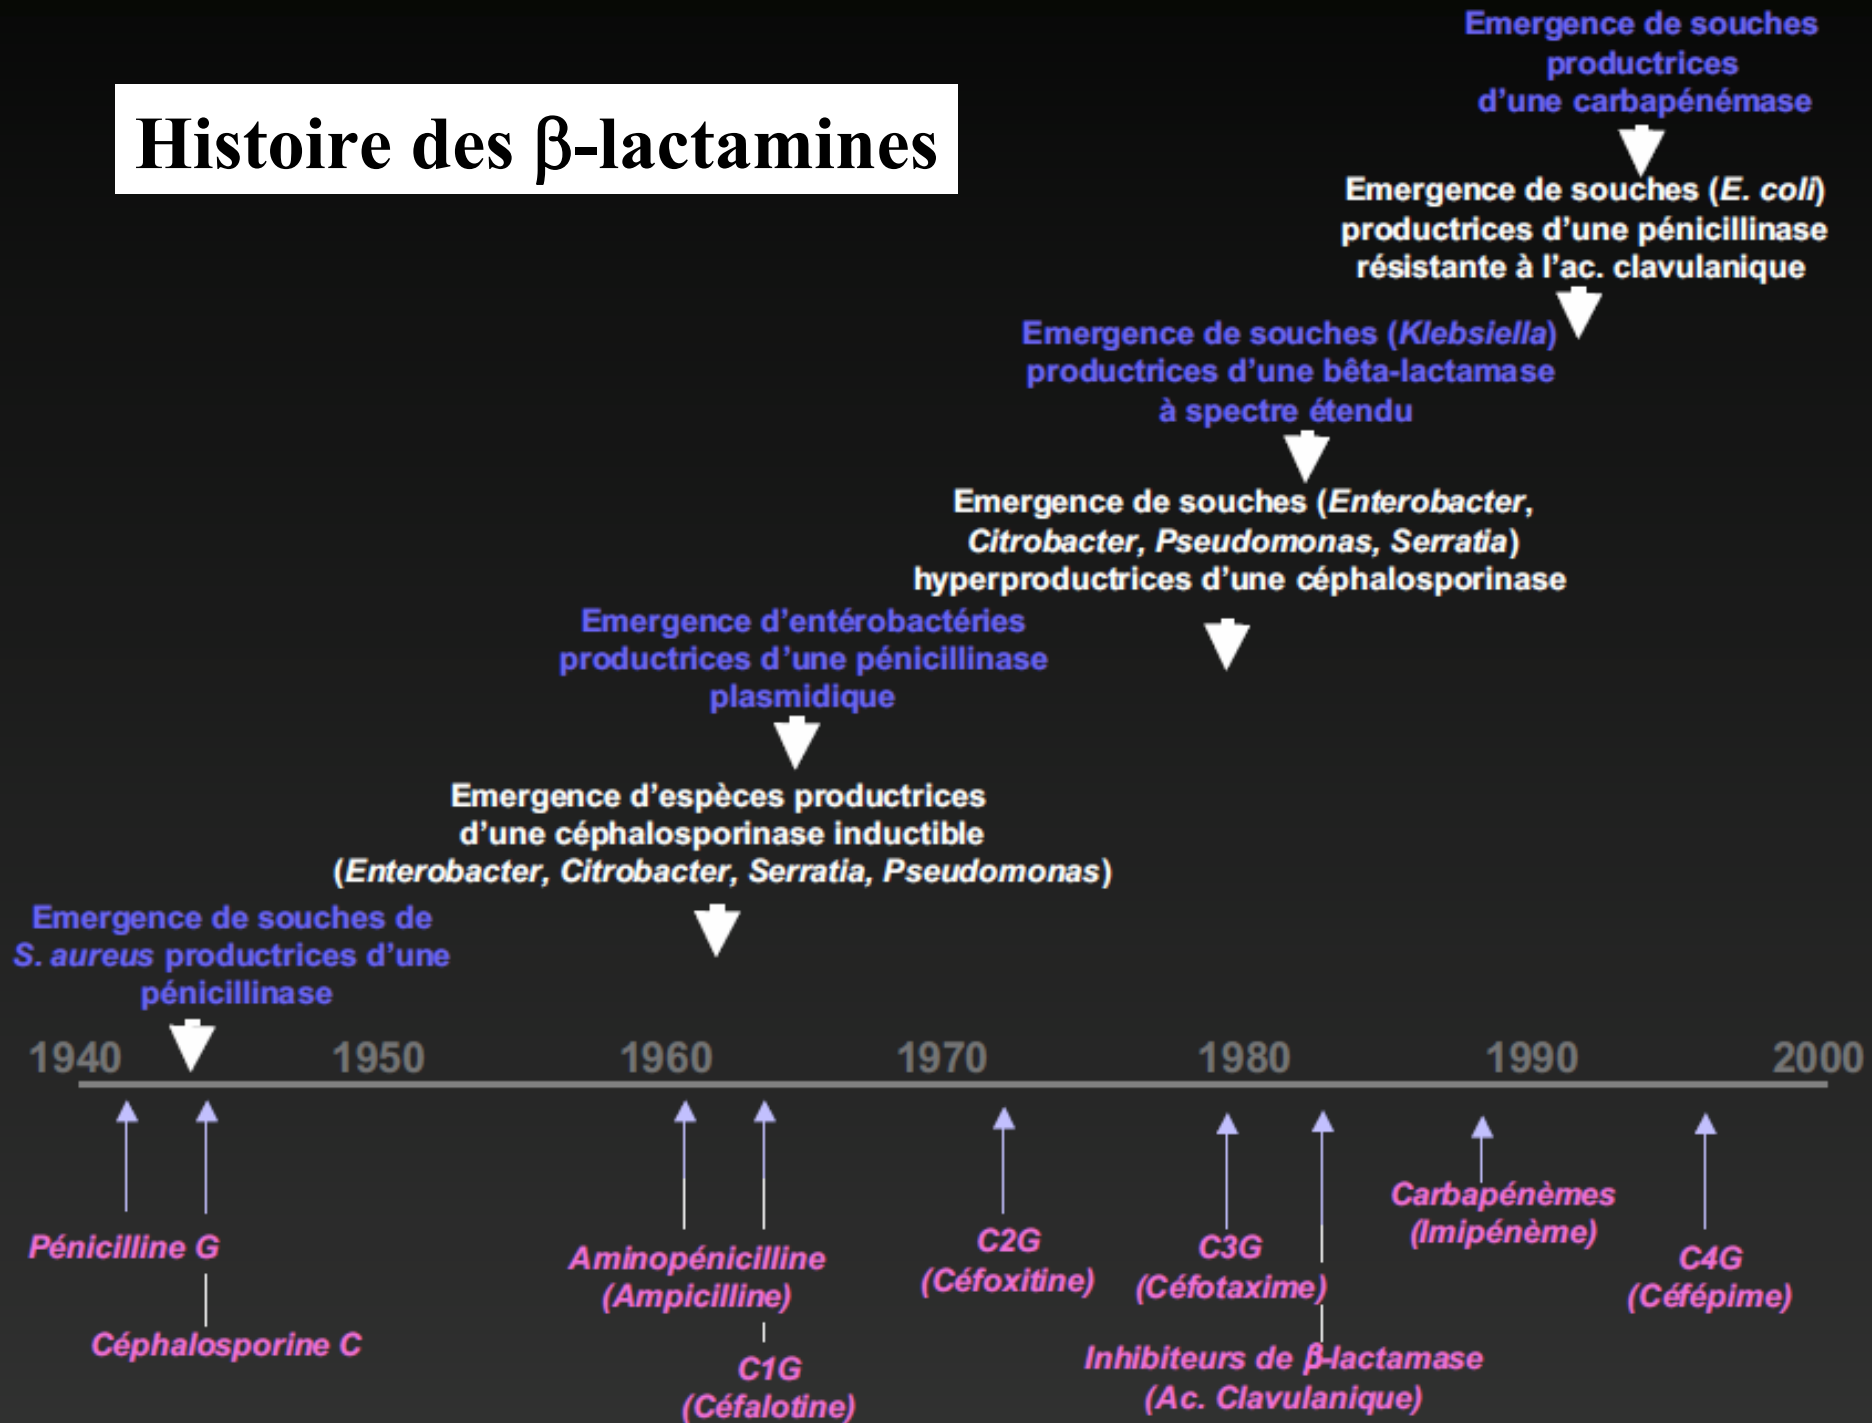 Histoire des β-lactamines
Emergence de souches
productrices
d'une carbapénémase
Emergence de souches (E. coli)
productrices d'une pénicillinase
résistante à l'ac. clavulanique
Emergence de souches (Klebsiella)
productrices d'une bêta-lactamase
à spectre étendu
Emergence de souches (Enterobacter,
Citrobacter, Pseudomonas, Serratia)
hyperproductrices d'une céphalosporinase
Emergence d'entérobactéries
productrices d'une pénicillinase
plasmidique
Emergence d'espèces productrices
d'une céphalosporinase inductible
(Enterobacter, Citrobacter, Serratia, Pseudomonas)
Emergence de souches de
S. aureus productrices d'une
pénicillinase
1940 1950 1960 1970 1980 1990 2000
Pénicilline G
Céphalosporine C
Aminopénicilline
(Ampicilline)
C1G
(Céfalotine)
C2G
(Céfoxitine)
C3G
(Céfotaxime)
Inhibiteurs de β-lactamase
(Ac. Clavulanique)
Carbapénèmes
(Imipénème)
C4G
(Céfépime)